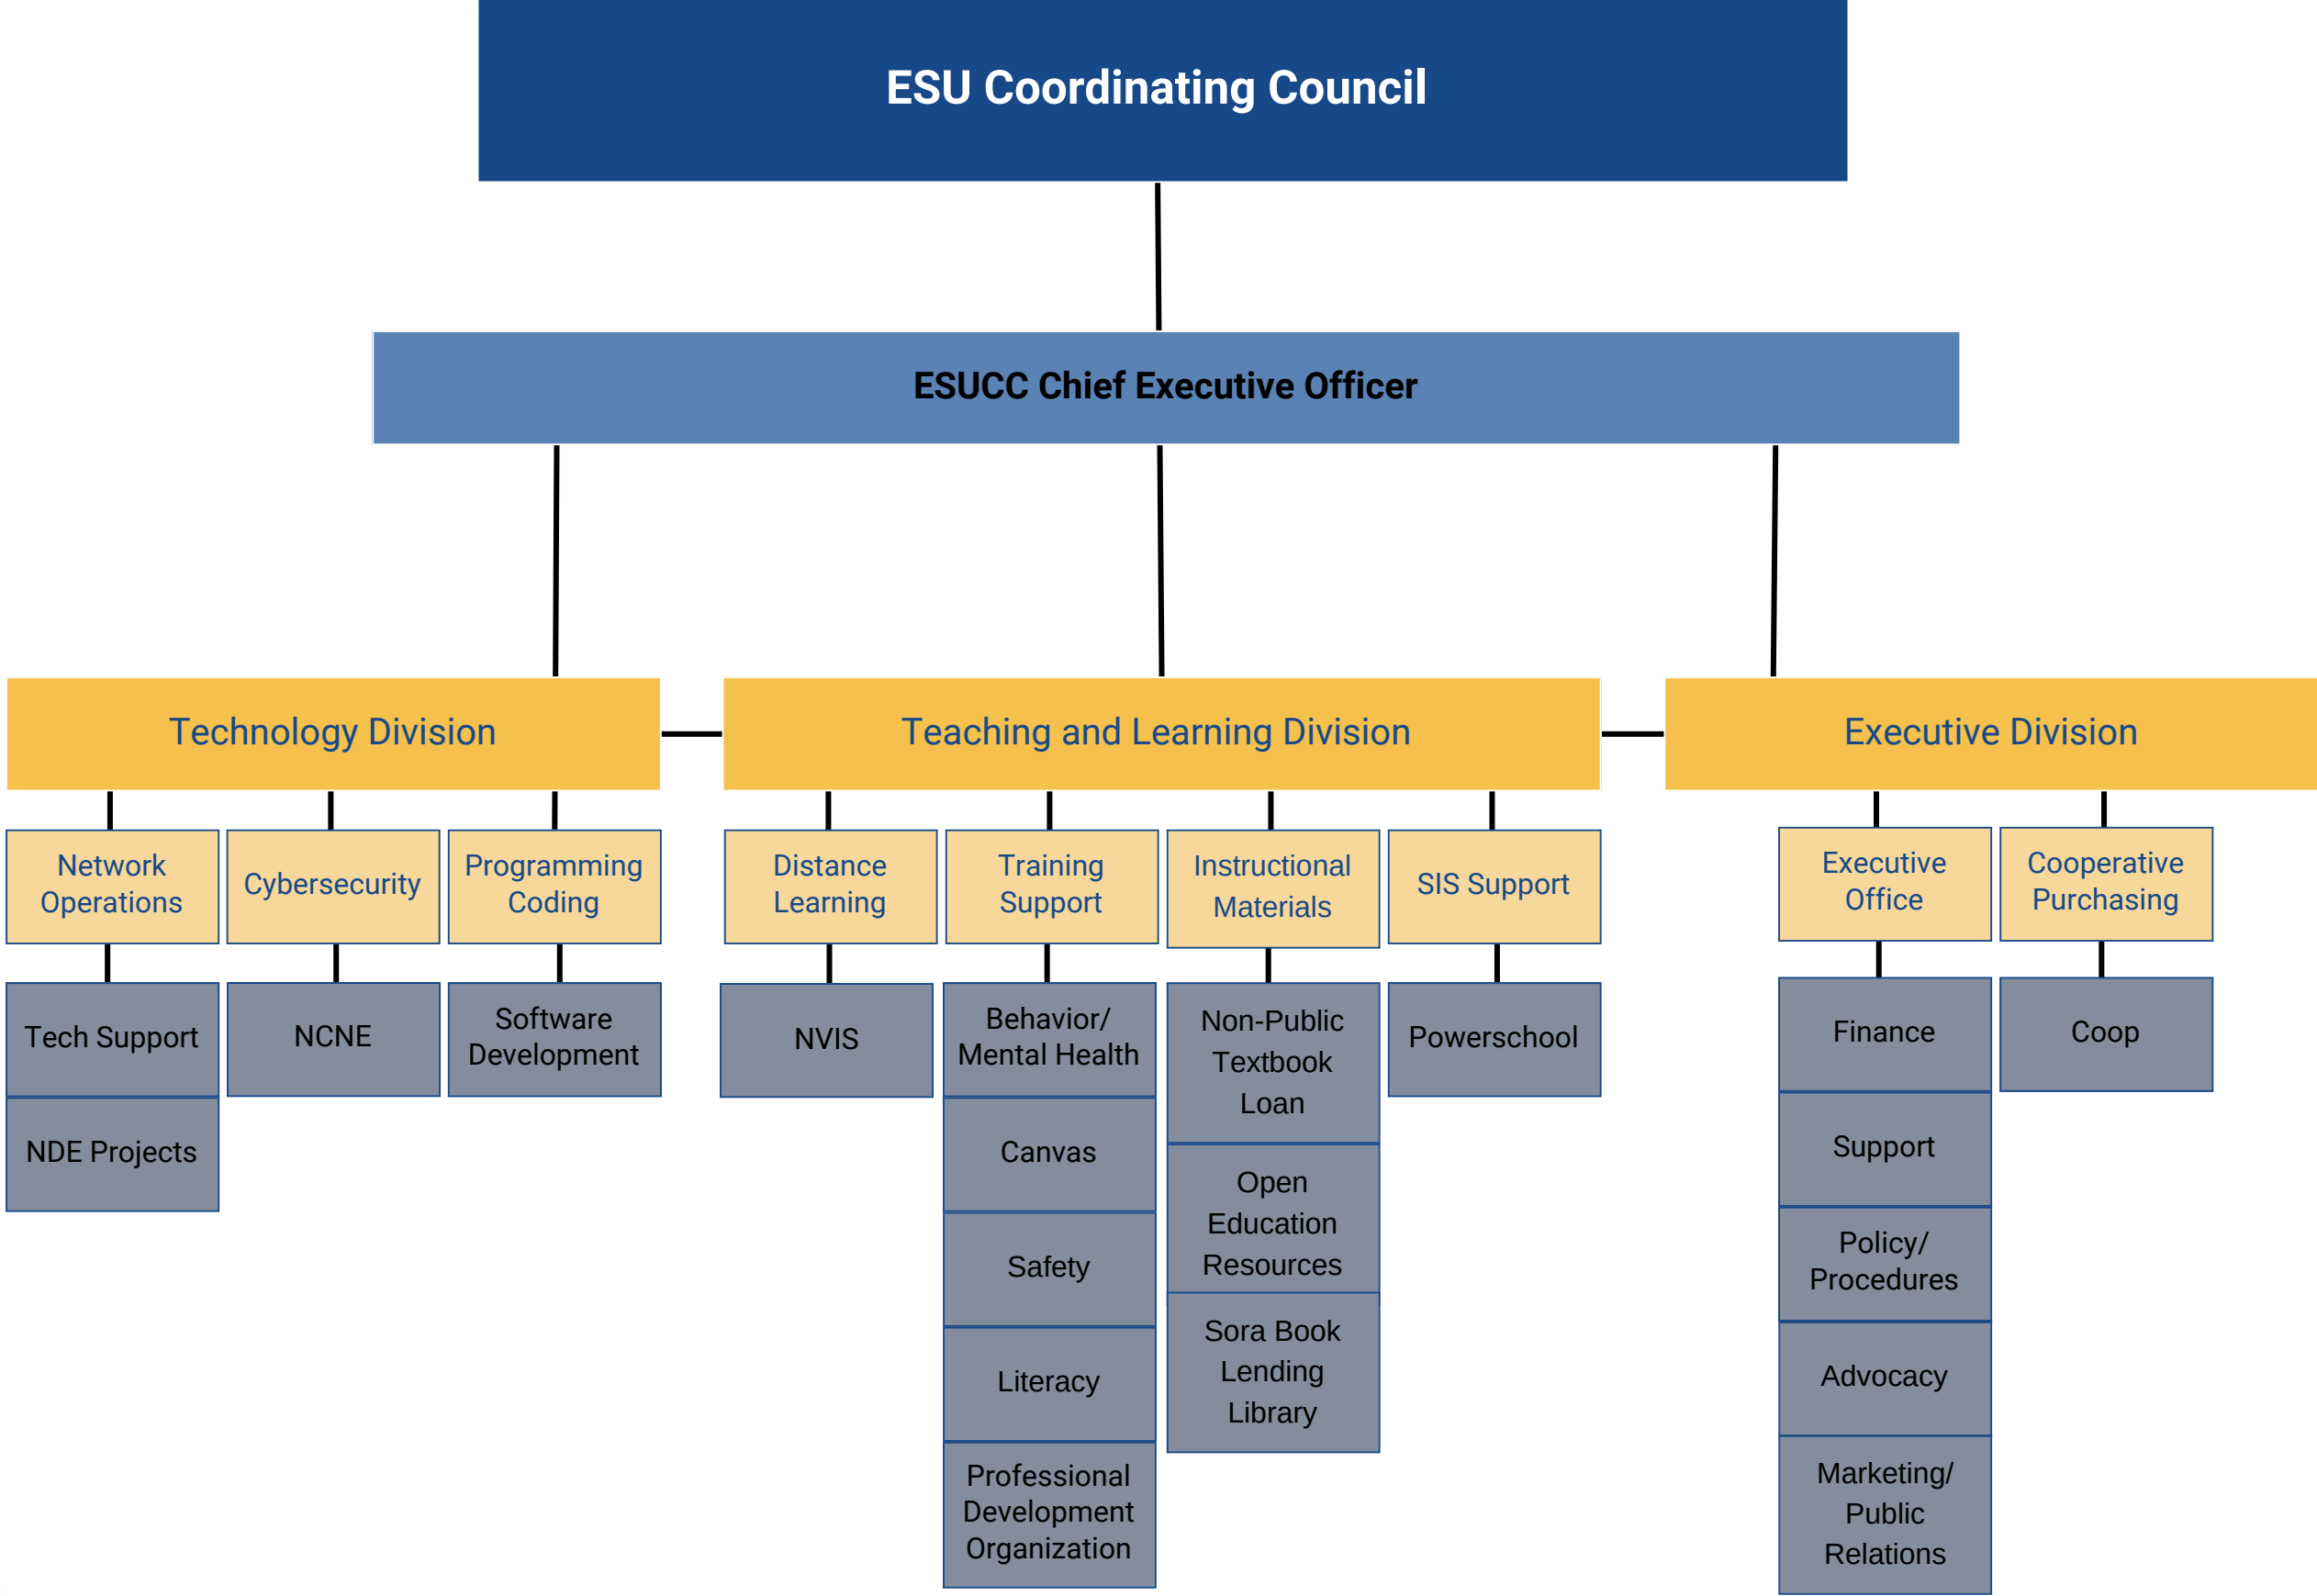 ESU Coordinating Council
ESUCC Chief Executive Officer
Technology Division
Teaching and Learning Division
Executive Division
Network
Operations
Cybersecurity
Programming
Coding
Distance
Learning
Training
Support
Instructional
Materials
SIS Support
Executive
Office
Cooperative
Purchasing
Tech Support
NDE Projects
NCNE
Software
Development
NVIS
Behavior/
Mental Health
Canvas
Safety
Literacy
Professional
Development
Organization
Non-Public
Textbook
Loan
Open
Education
Resources
Sora Book
Lending
Library
Powerschool
Finance
Support
Policy/
Procedures
Advocacy
Marketing/
Public
Relations
Coop